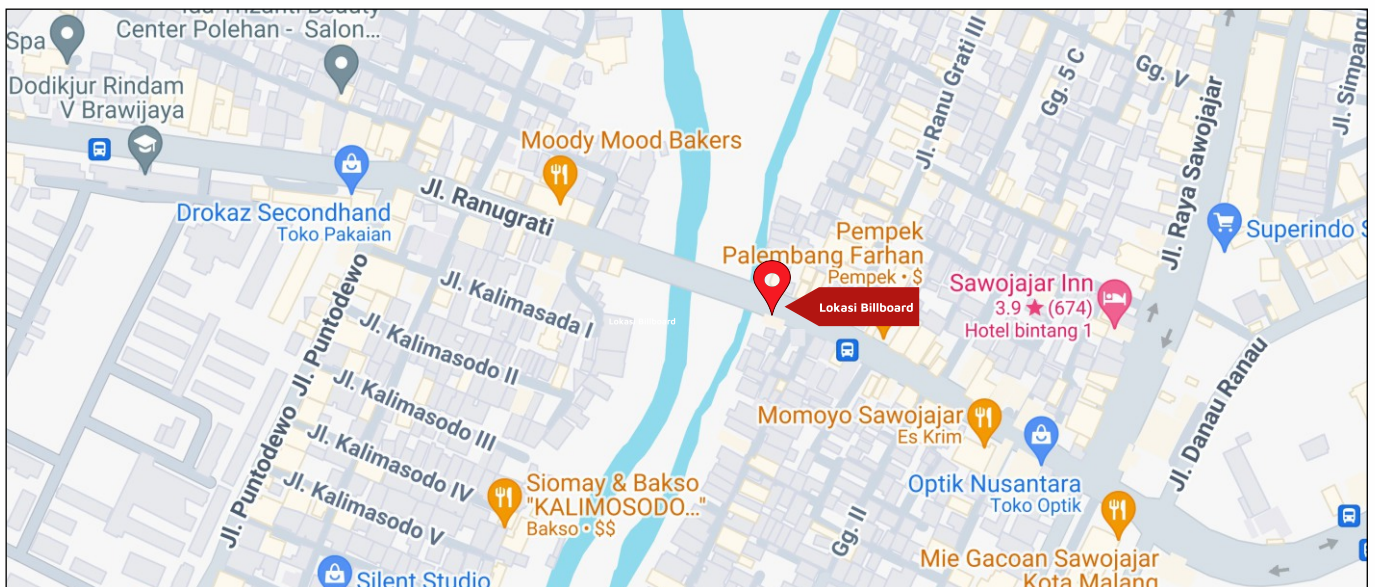 Center Polehan - Salon...
Spa
Dodikjur Rindam
V Brawijaya
Moody Mood Bakers
Jl. Ranugrati
Drokaz Secondhand
Toko Pakaian
Jl. Puntodewo
Jl. Puntodewo
Jl. Kalimasada I
Jl. Kalimasodo II
Jl. Kalimasodo III
Jl. Kalimasodo IV
Jl. Kalimasodo V
Siomay & Bakso
"KALIMOSODO..."
Bakso • $$
Silent Studio
Lokasi Billboard
Jl. Ranu Grati III
Gg. 5 C
Gg. V
Jl. Raya Sawojajar
Jl. Simpang
Superindo S
Pempek
Palembang Farhan
Pempek • $
Lokasi Billboard
Sawojajar Inn
3.9 ★ (674)
Hotel bintang 1
Jl. Danau Ranau
Momoyo Sawojajar
Es Krim
Optik Nusantara
Toko Optik
Gg. II
Mie Gacoan Sawojajar
Kota Malang